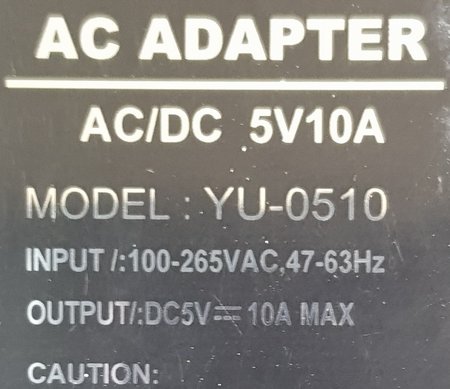 AC ADAPTER
AC/DC 5V10A
MODEL : YU-0510
INPUT /:100-265VAC,47-63Hz
OUTPUT/:DC5V⎓10A MAX
CAUTION: